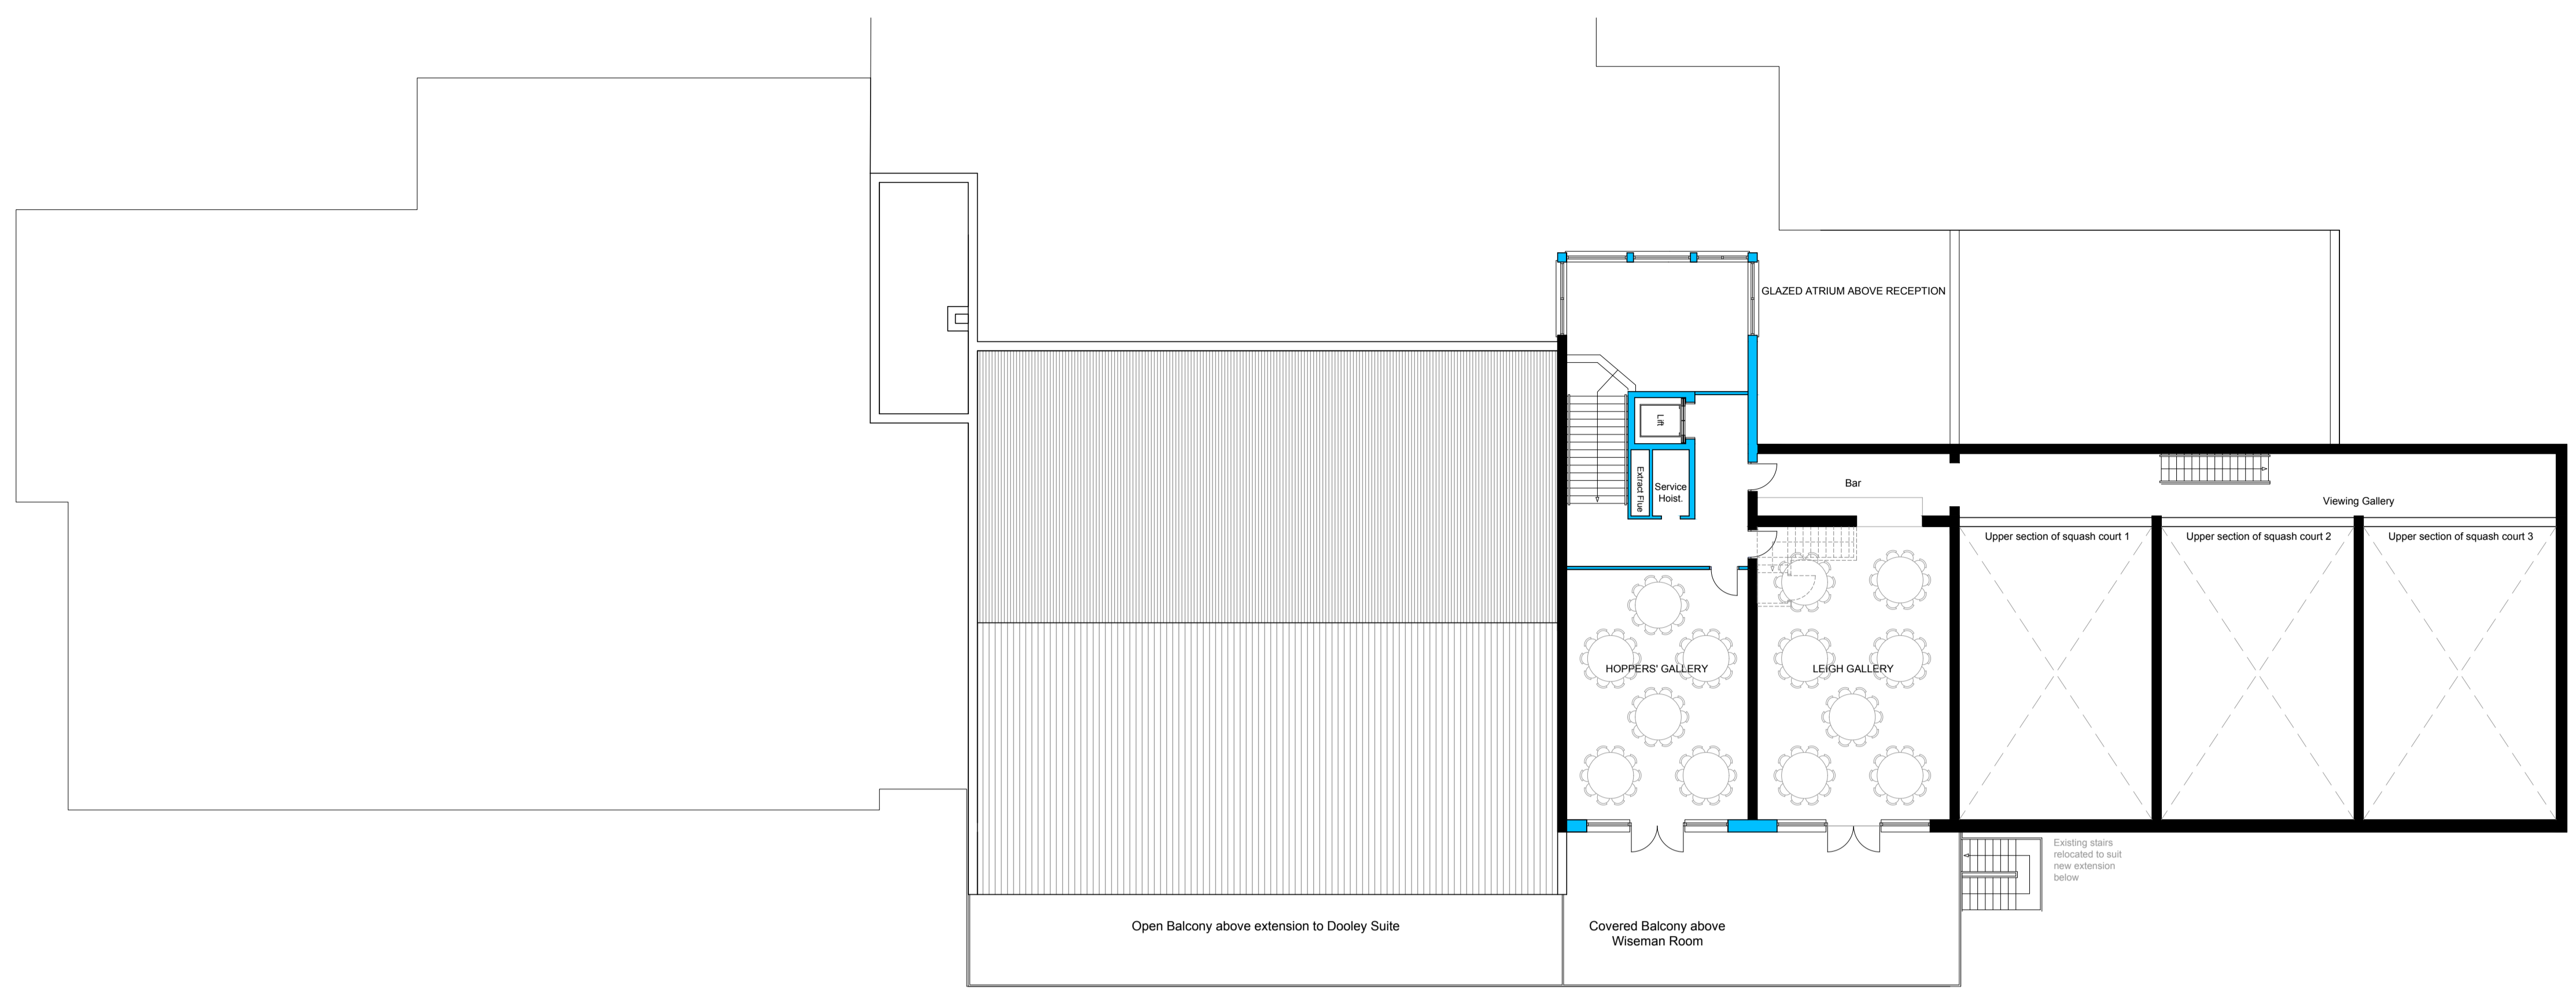 GLAZED ATRIUM ABOVE RECEPTION
Lift
Extract Flue
Service
Hoist.
Bar
Viewing Gallery
Upper section of squash court 1
Upper section of squash court 2
Upper section of squash court 3
HOPPERS' GALLERY
LEIGH GALLERY
Existing stairs
relocated to suit
new extension
below
Open Balcony above extension to Dooley Suite
Covered Balcony above
Wiseman Room